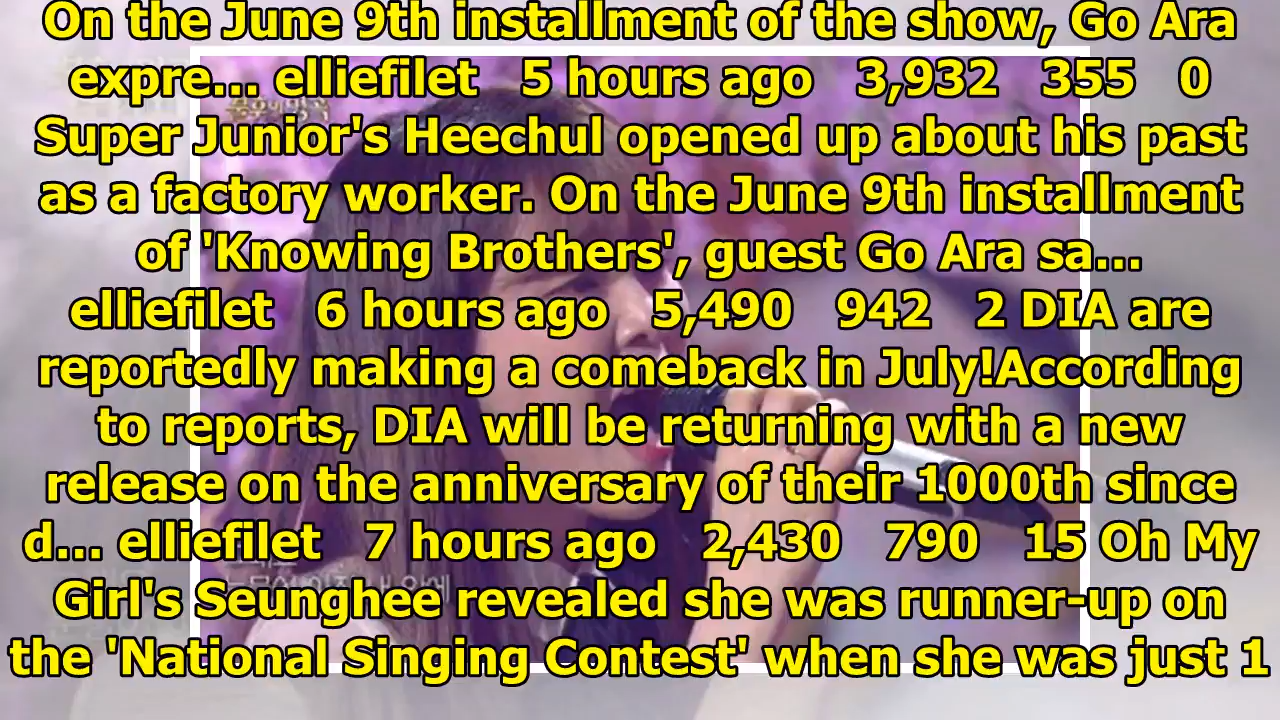 On the June 9th installment of the show, Go Ara
expre... elliefilet 5 hours ago 3,932 355 0
Super Junior's Heechul opened up about his past
as a factory worker. On the June 9th installment
of 'Knowing Brothers', guest Go Ara sa...
elliefilet 6 hours ago 5,490 942 2 DIA are
reportedly making a comeback in July!According
to reports, DIA will be returning with a new
release on the anniversary of their 1000th since
d... elliefilet 7 hours ago 2,430 790 15 Oh My
Girl's Seunghee revealed she was runner-up on
the 'National Singing Contest' when she was just 1